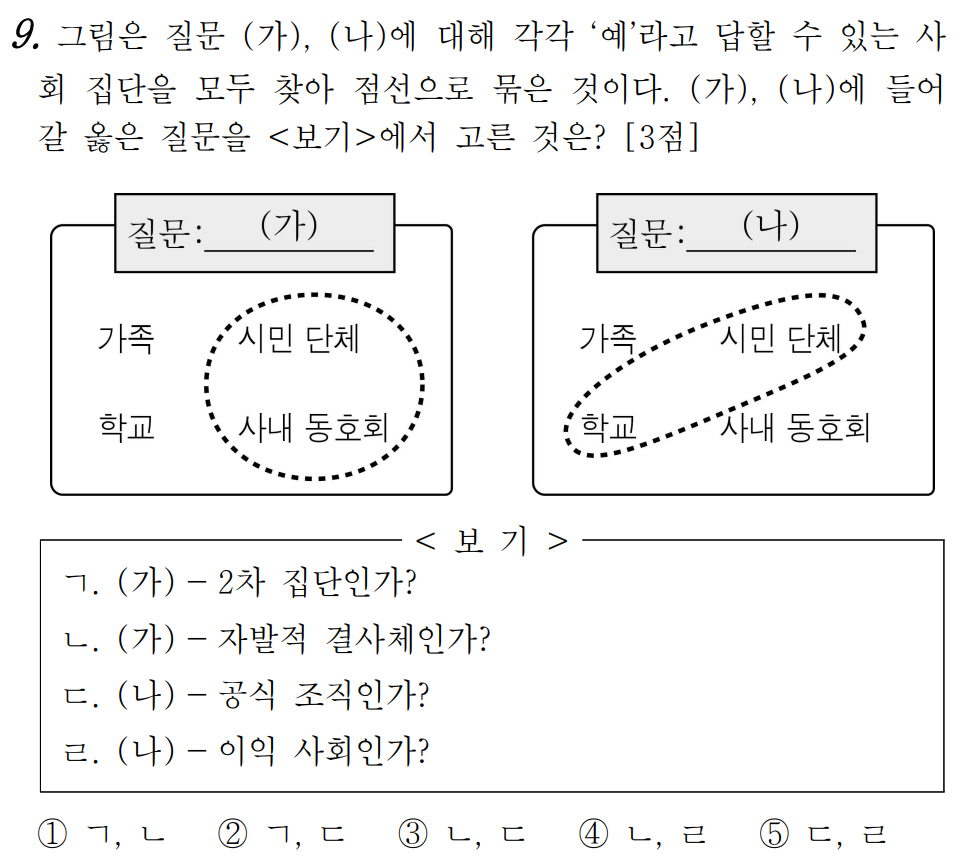 9. 그림은 질문 (가), (나)에 대해 각각 ‘예’라고 답할 수 있는 사
회 집단을 모두 찾아 점선으로 묶은 것이다. (가), (나)에 들어
갈 옳은 질문을 <보기>에서 고른 것은? [3점]
질문: (가)
가족 시민 단체
학교 사내 동호회
질문: (나)
가족 시민 단체
학교 사내 동호회
< 보 기 >
ㄱ. (가) - 2차 집단인가?
ㄴ. (가) - 자발적 결사체인가?
ㄷ. (나) - 공식 조직인가?
ㄹ. (나) - 이익 사회인가?
① ㄱ, ㄴ ② ㄱ, ㄷ ③ ㄴ, ㄷ ④ ㄴ, ㄹ ⑤ ㄷ, ㄹ